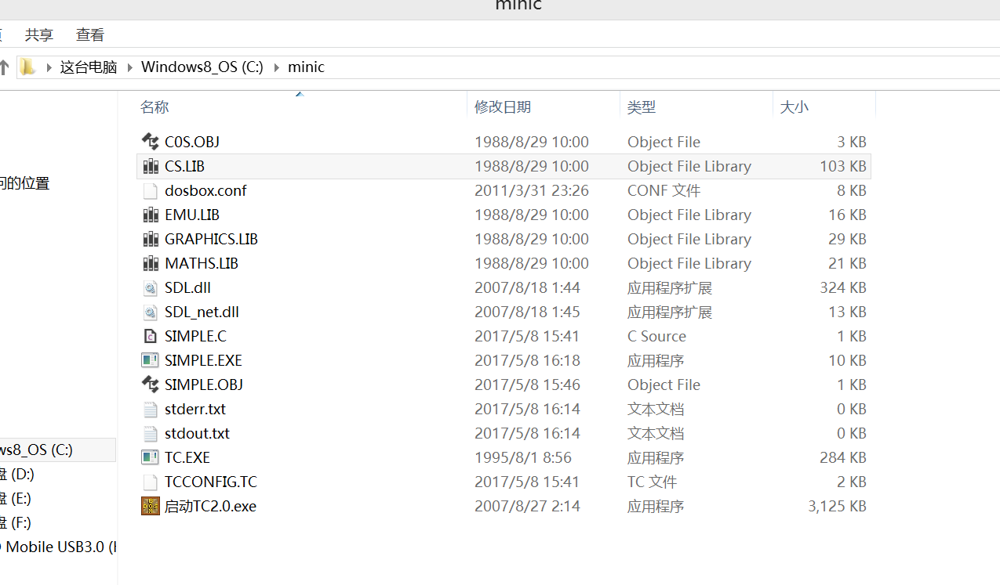 minic
共享 查看
这台电脑 Windows8_OS (C:) minic
名称 修改日期 类型 大小
C0S.OBJ 1988/8/29 10:00 Object File 3 KB
CS.LIB 1988/8/29 10:00 Object File Library 103 KB
问的位置
dosbox.conf 2011/3/31 23:26 CONF 文件 8 KB
EMU.LIB 1988/8/29 10:00 Object File Library 16 KB
GRAPHICS.LIB 1988/8/29 10:00 Object File Library 29 KB
MATHS.LIB 1988/8/29 10:00 Object File Library 21 KB
SDL.dll 2007/8/18 1:44 应用程序扩展 324 KB
SDL_net.dll 2007/8/18 1:45 应用程序扩展 13 KB
SIMPLE.C 2017/5/8 15:41 C Source 1 KB
SIMPLE.EXE 2017/5/8 16:18 应用程序 10 KB
SIMPLE.OBJ 2017/5/8 15:46 Object File 1 KB
stderr.txt 2017/5/8 16:14 文本文档 0 KB
stdout.txt 2017/5/8 16:14 文本文档 0 KB
ws8_OS (C:)
TC.EXE 1995/8/1 8:56 应用程序 284 KB
盘 (D:)
TCCONFIG.TC 2017/5/8 15:41 TC 文件 2 KB
盘 (E:)
启动TC2.0.exe 2007/8/27 2:14 应用程序 3,125 KB
盘 (F:)
Mobile USB3.0 (